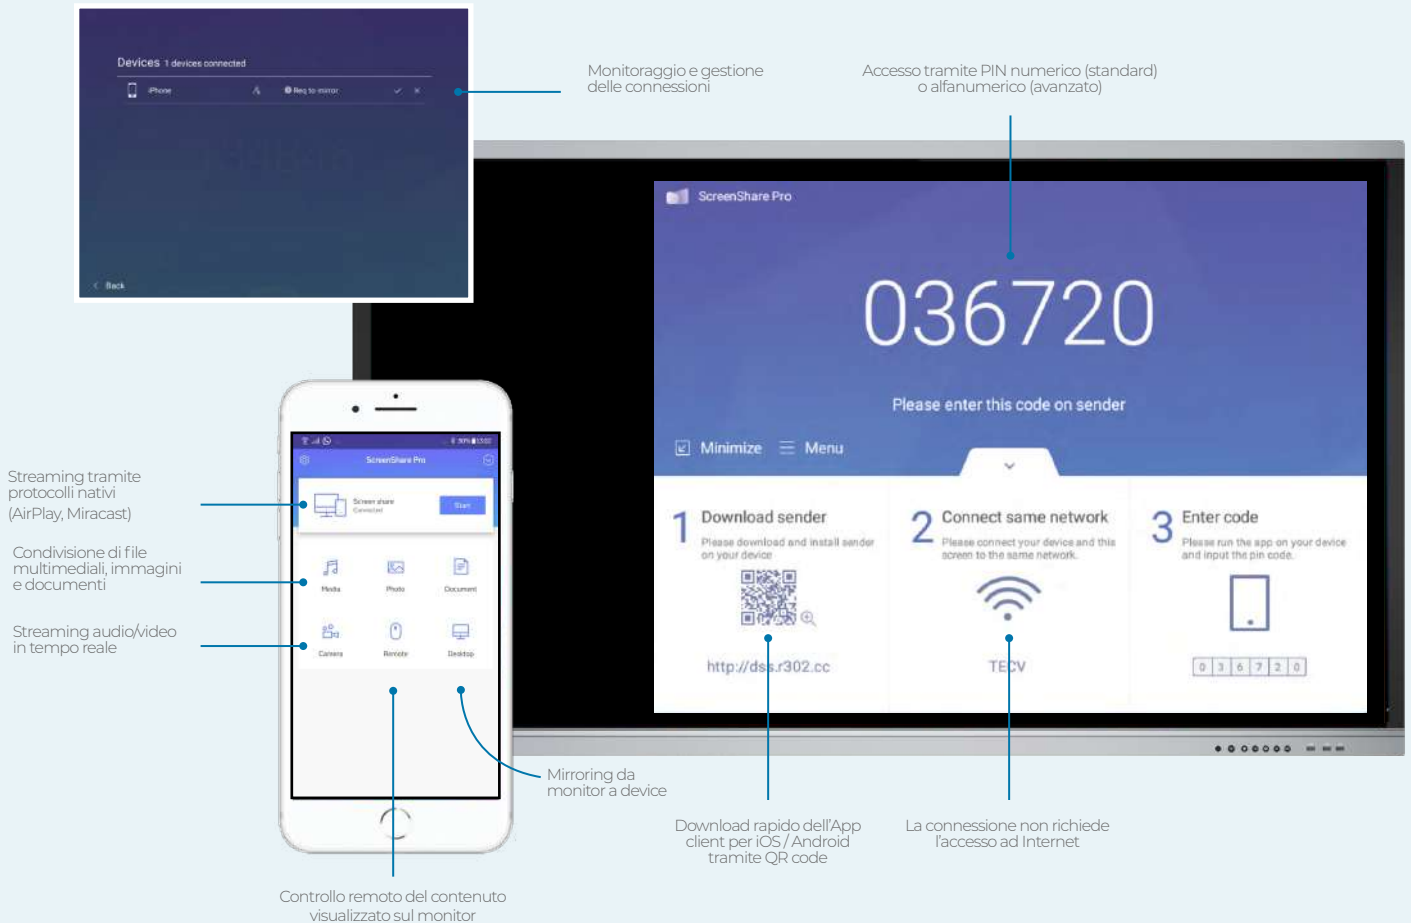 Devices 1 devices connected
iPhone
Req to mirror
Back
Monitoraggio e gestione
delle connessioni
Accesso tramite PIN numerico (standard)
o alfanumerico (avanzato)
ScreenShare Pro
036720
Please enter this code on sender
Minimize
Menu
1 Download sender
Please download and install sender
on your device
http://dss.r302.cc
2 Connect same network
Please connect your device and this
screen to the same network.
TECV
3 Enter code
Please run the app on your device
and input the pin code.
0 3 6 7 2 0
30% 13:02
ScreenShare Pro
Screen share
Connected
Start
Media
Photo
Document
Camera
Remote
Desktop
Streaming tramite
protocolli nativi
(AirPlay, Miracast)
Condivisione di file
multimediali, immagini
e documenti
Streaming audio/video
in tempo reale
Mirroring da
monitor a device
Controllo remoto del contenuto
visualizzato sul monitor
Download rapido dell'App
client per iOS / Android
tramite QR code
La connessione non richiede
l'accesso ad Internet